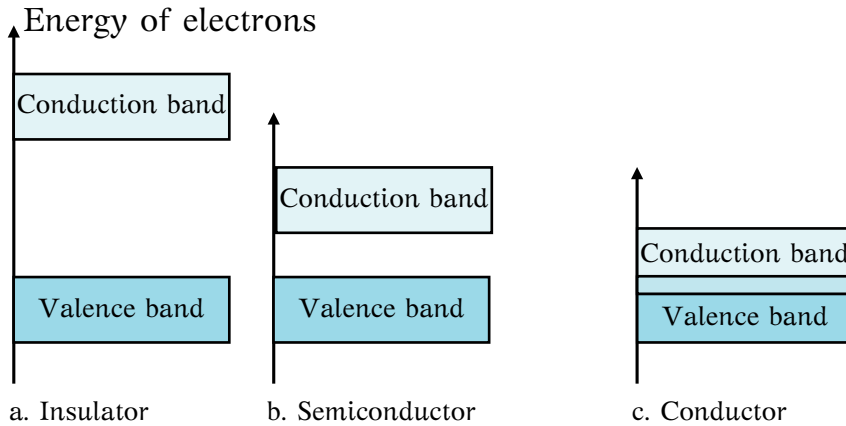 Energy of electrons
Conduction band
Valence band
a. Insulator
Conduction band
Valence band
b. Semiconductor
Conduction band
Valence band
c. Conductor